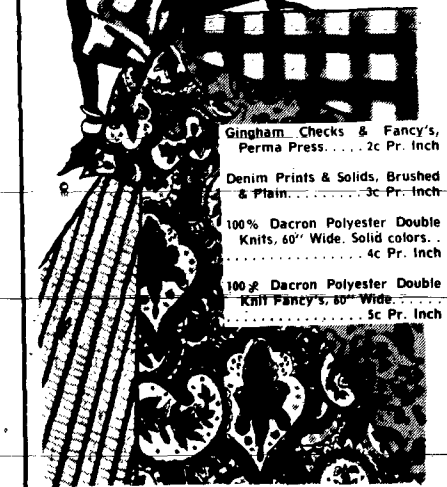 Gingham Checks & Fancy's,
Perma Press. . . . . 2c Pr. Inch
Denim Prints & Solids, Brushed
& Plain. . . . . . . . . 3c Pr. Inch
100% Dacron Polyester Double
Knits, 60" Wide. Solid colors. .
. . . . . . . . . . . . . . . 4c Pr. Inch
100% Dacron Polyester Double
Knit Fancy's, 60" Wide. . . . . .
. . . . . . . . . . . . . . . 5c Pr. Inch